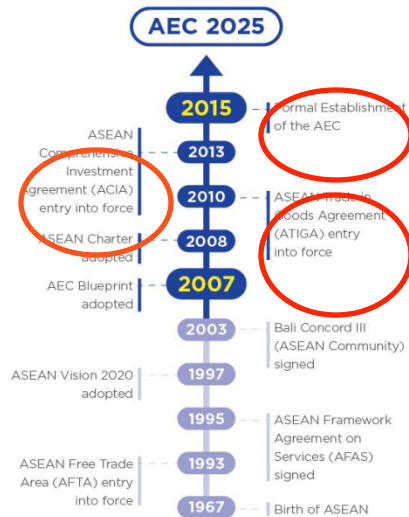 AEC 2025
2015
Formal Establishment
of the AEC
ASEAN
Comprehensive
Investment
Agreement (ACIA)
entry into force
2013
2010
ASEAN Trade in
Goods Agreement
(ATIGA) entry
into force
ASEAN Charter
adopted
2008
AEC Blueprint
adopted
2007
2003
Bali Concord III
(ASEAN Community)
signed
ASEAN Vision 2020
adopted
1997
1995
ASEAN Framework
Agreement on
Services (AFAS)
signed
ASEAN Free Trade
Area (AFTA) entry
into force
1993
1967
Birth of ASEAN